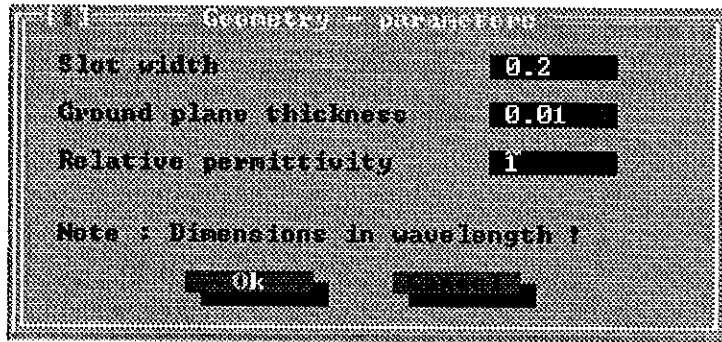 Geometry - parameters
Slot width 0.2
Ground plane thickness 0.01
Relative permittivity 1
Note : Dimensions in wavelength !
Ok